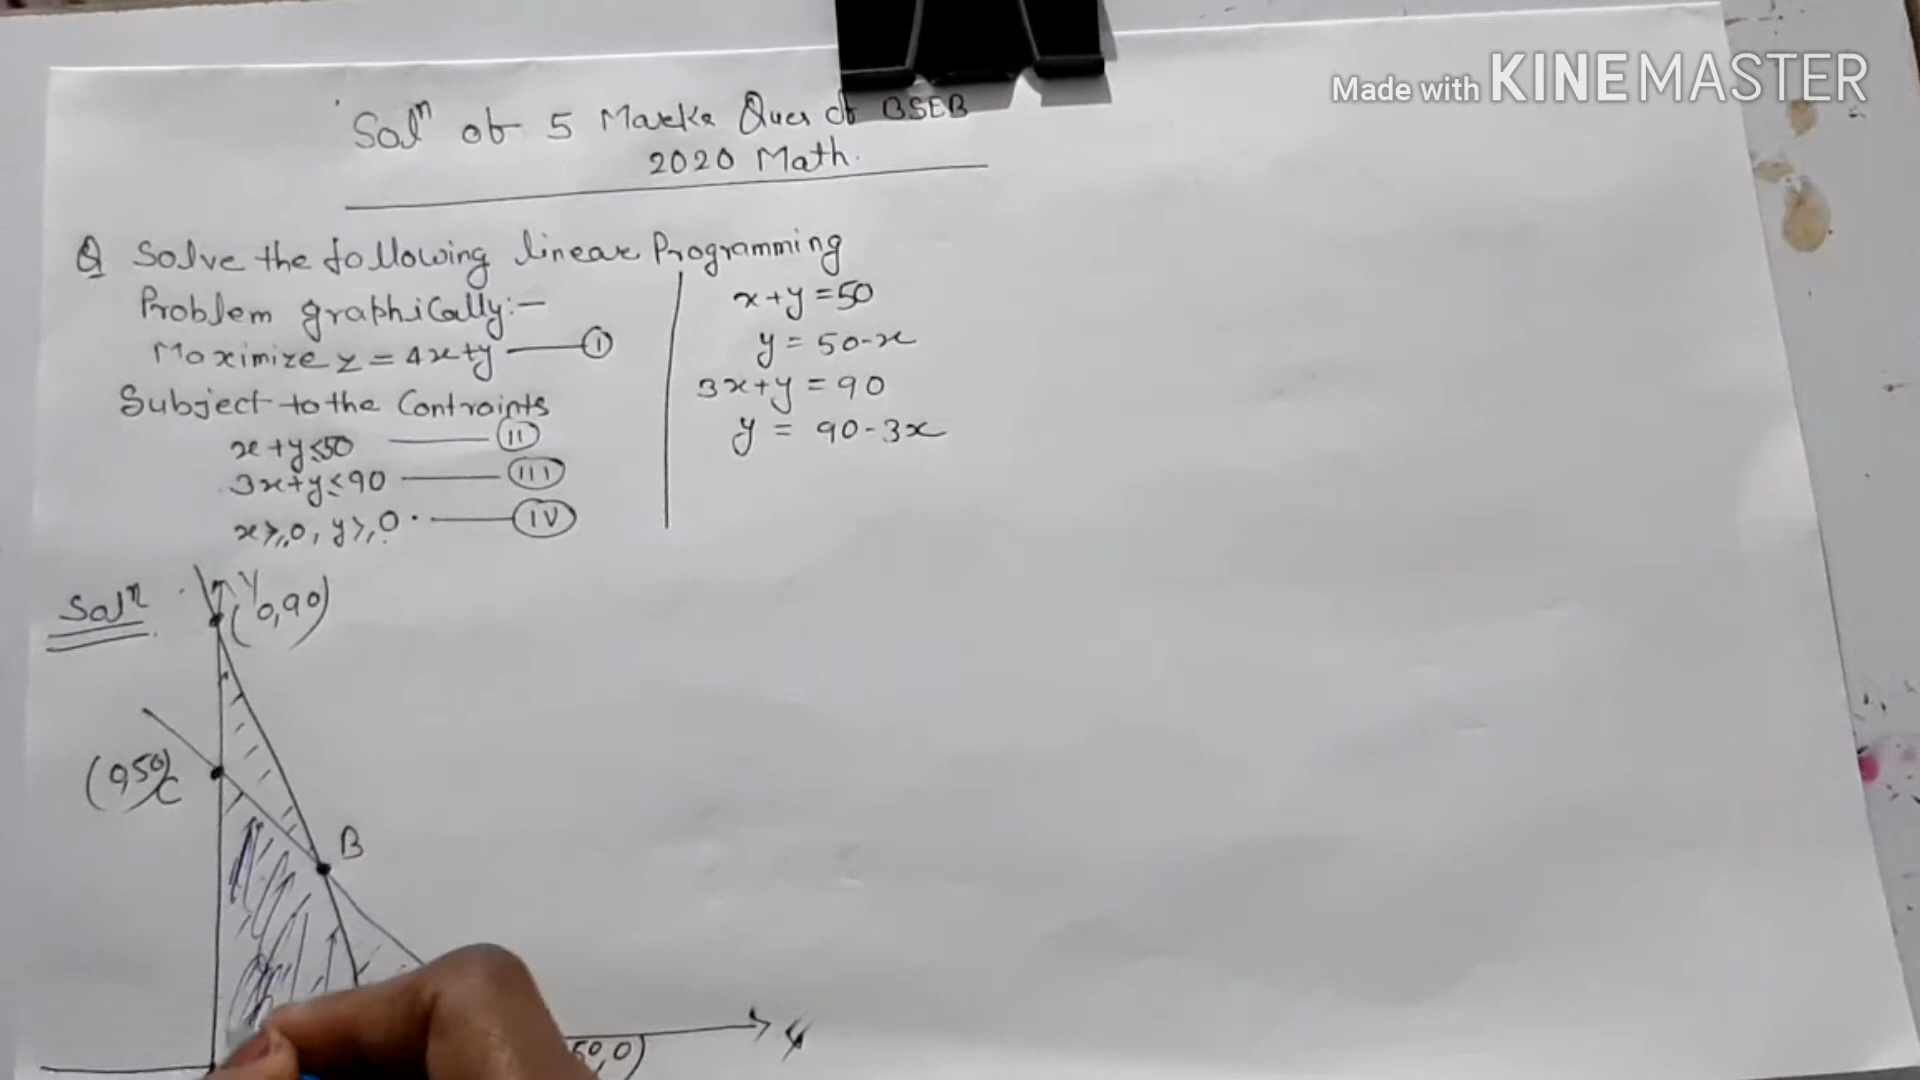 Made with KINEMASTER
Solⁿ of 5 Marks Ques of BSEB
2020 Math.
Q Solve the following linear Programming
Problem graphically:-
Maximize z = 4x+y — I
Subject to the Contraints
x+y≤50 — II
3x+y≤90 — III
x≥0, y≥0. — IV
x+y=50
y = 50-x
3x+y = 90
y = 90-3x
Solⁿ
Y
(0,90)
(0,50) C
B
50,0)
X